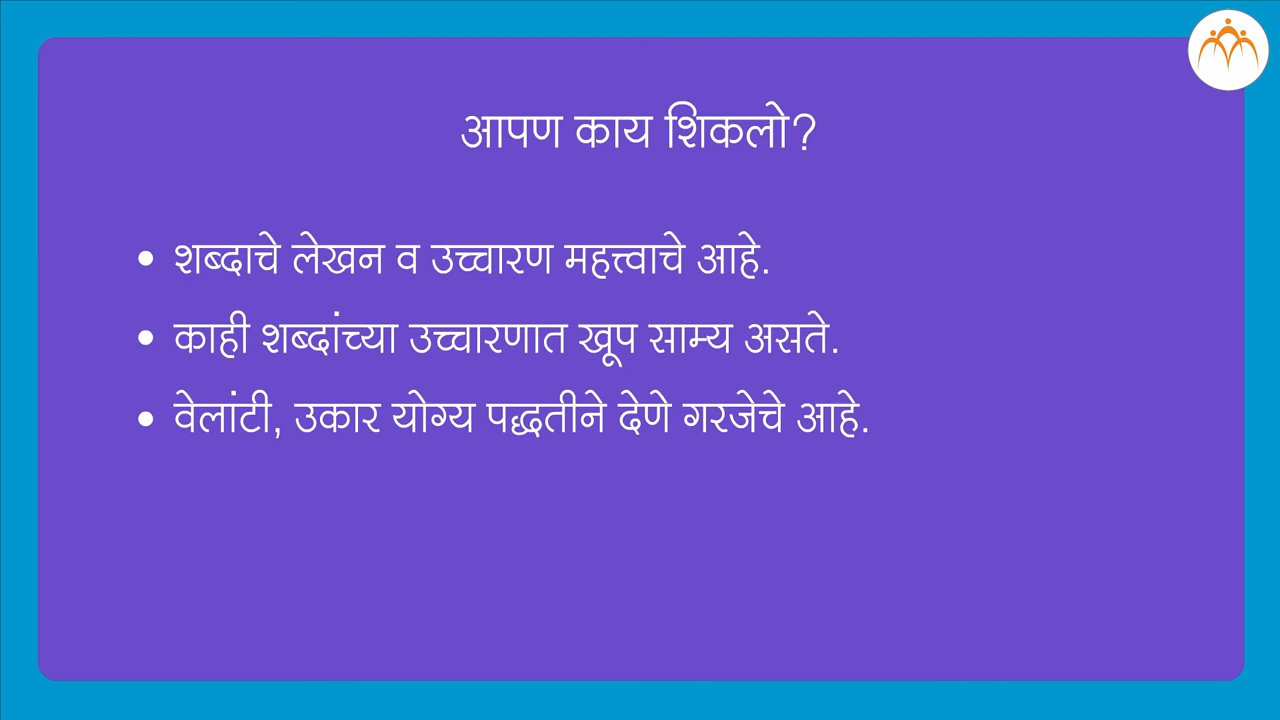 आपण काय शिकलो?
• शब्दाचे लेखन व उच्चारण महत्त्वाचे आहे.
• काही शब्दांच्या उच्चारणात खूप साम्य असते.
• वेलांटी, उकार योग्य पद्धतीने देणे गरजेचे आहे.